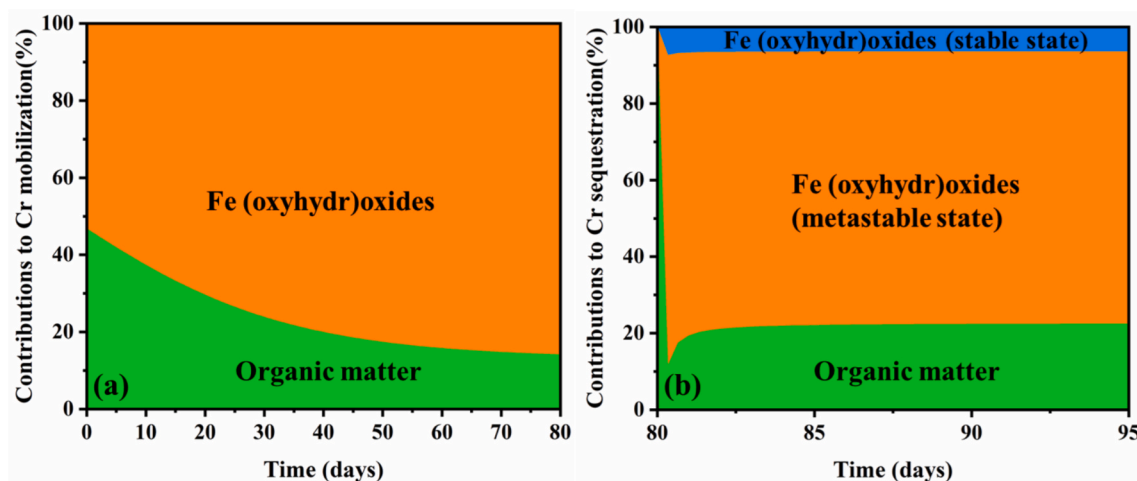 Contributions to Cr mobilization(%)
100
80
60
40
20
0
Fe (oxyhydr)oxides
Organic matter
(a)
0 10 20 30 40 50 60 70 80
Time (days)
Contributions to Cr sequestration(%)
100
80
60
40
20
0
Fe (oxyhydr)oxides (stable state)
Fe (oxyhydr)oxides
(metastable state)
Organic matter
(b)
80 85 90 95
Time (days)